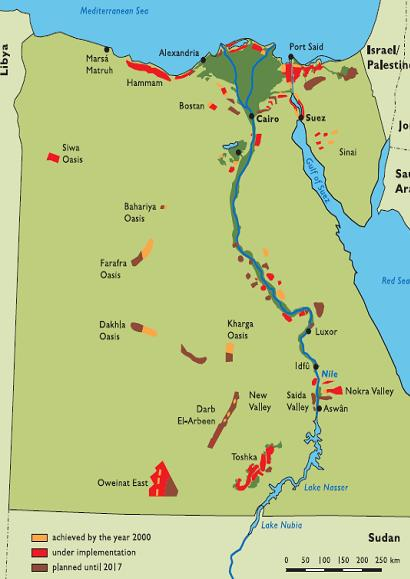 Mediterranean Sea
Libya
Marsá
Matruh
Alexandria
Port Said
Israel/
Palestine
Hammam
Bostan
Cairo
Suez
Jo
Siwa
Oasis
Sinai
Sau
Ara
Gulf of Suez
Bahariya
Oasis
Red Sea
Farafra
Oasis
Dakhla
Oasis
Kharga
Oasis
Luxor
Idfû
Nile
Nokra Valley
Darb
El-Arbeen
New
Valley
Saida
Valley
Aswân
Toshka
Oweinat East
Lake Nasser
Lake Nubia
Sudan
achieved by the year 2000
under implementation
planned until 2017
0 50 100 150 200 250 km